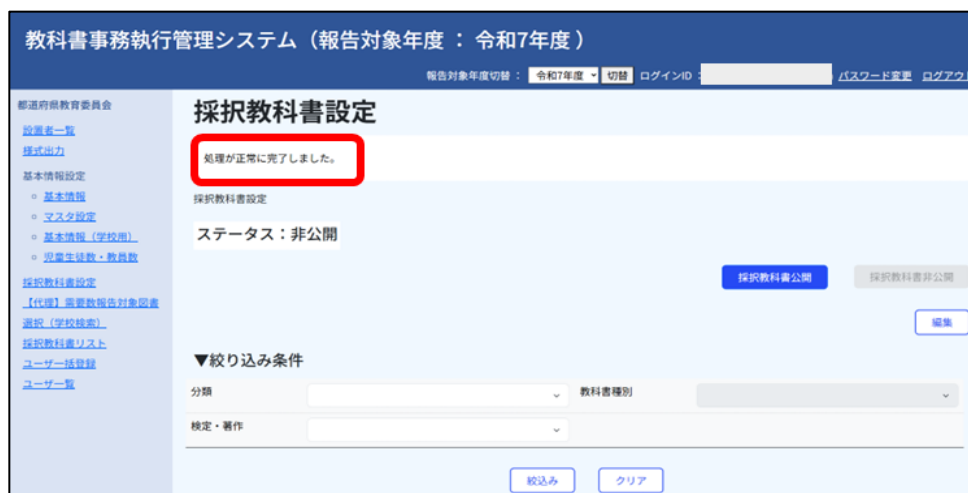 教科書事務執行管理システム（報告対象年度 ： 令和7年度 ）
報告対象年度切替 ： 令和7年度 切替 ログインID : パスワード変更 ログアウト
都道府県教育委員会
設置者一覧
様式出力
基本情報設定
基本情報
マスタ設定
基本情報（学校用）
児童生徒数・教員数
採択教科書設定
【代理】需要数報告対象図書
選択（学校検索）
採択教科書リスト
ユーザ一括登録
ユーザ一覧
採択教科書設定
処理が正常に完了しました。
採択教科書設定
ステータス：非公開
採択教科書公開 採択教科書非公開
編集
▼絞り込み条件
分類 教科書種別
検定・著作
絞込み クリア